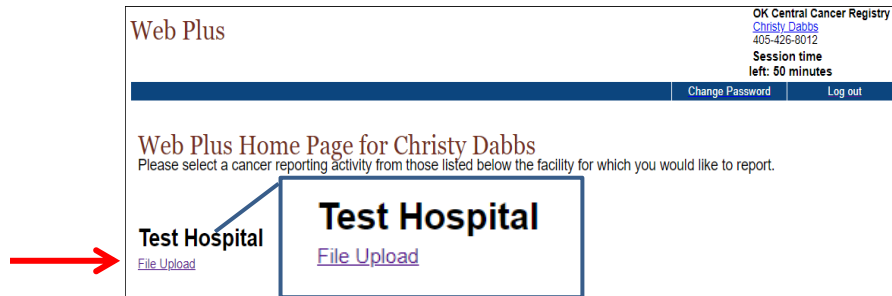 Web Plus
OK Central Cancer Registry
Christy Dabbs
405-426-8012
Session time
left: 50 minutes
Change Password
Log out
Web Plus Home Page for Christy Dabbs
Please select a cancer reporting activity from those listed below the facility for which you would like to report.
Test Hospital
File Upload
Test Hospital
File Upload